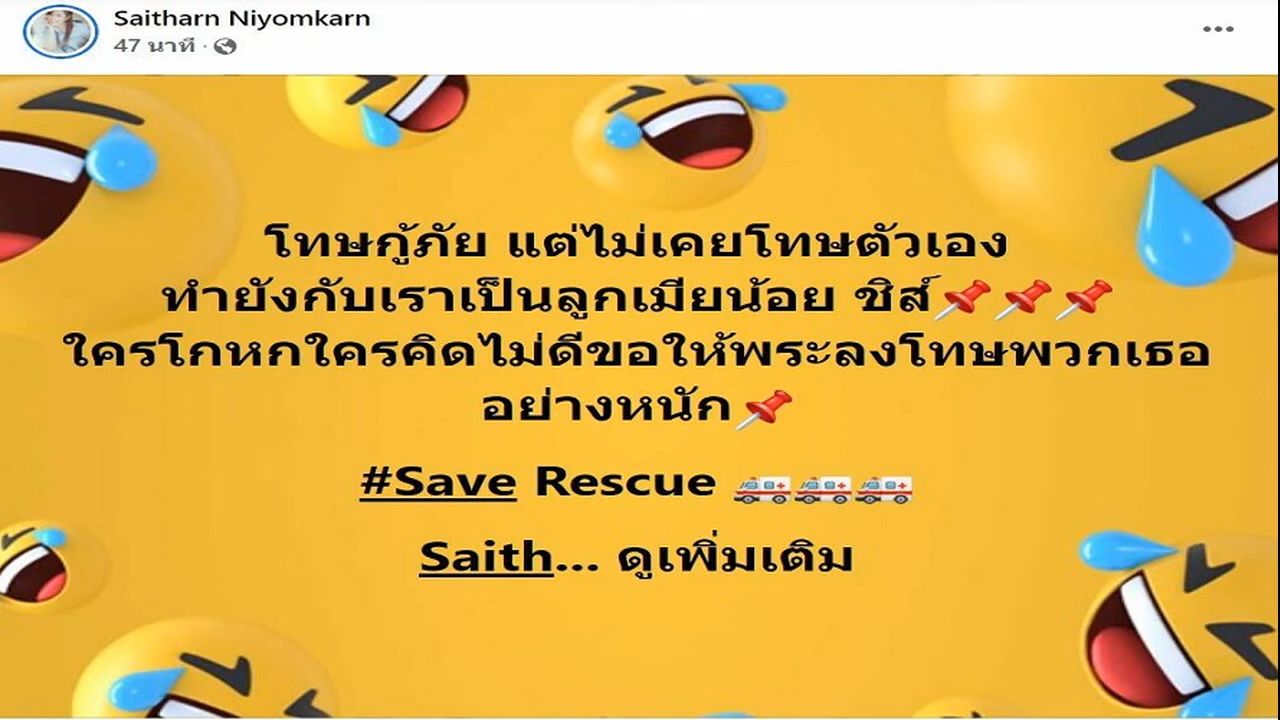 Saitharn Niyomkarn
47 นาที ·
โทษกู้ภัย แต่ไม่เคยโทษตัวเอง
ทำยังกับเราเป็นลูกเมียน้อย ชิส์📌📌📌
ใครโกหกใครคิดไม่ดีขอให้พระลงโทษพวกเธอ
อย่างหนัก📌
#Save Rescue 🚑🚑🚑
Saith... ดูเพิ่มเติม